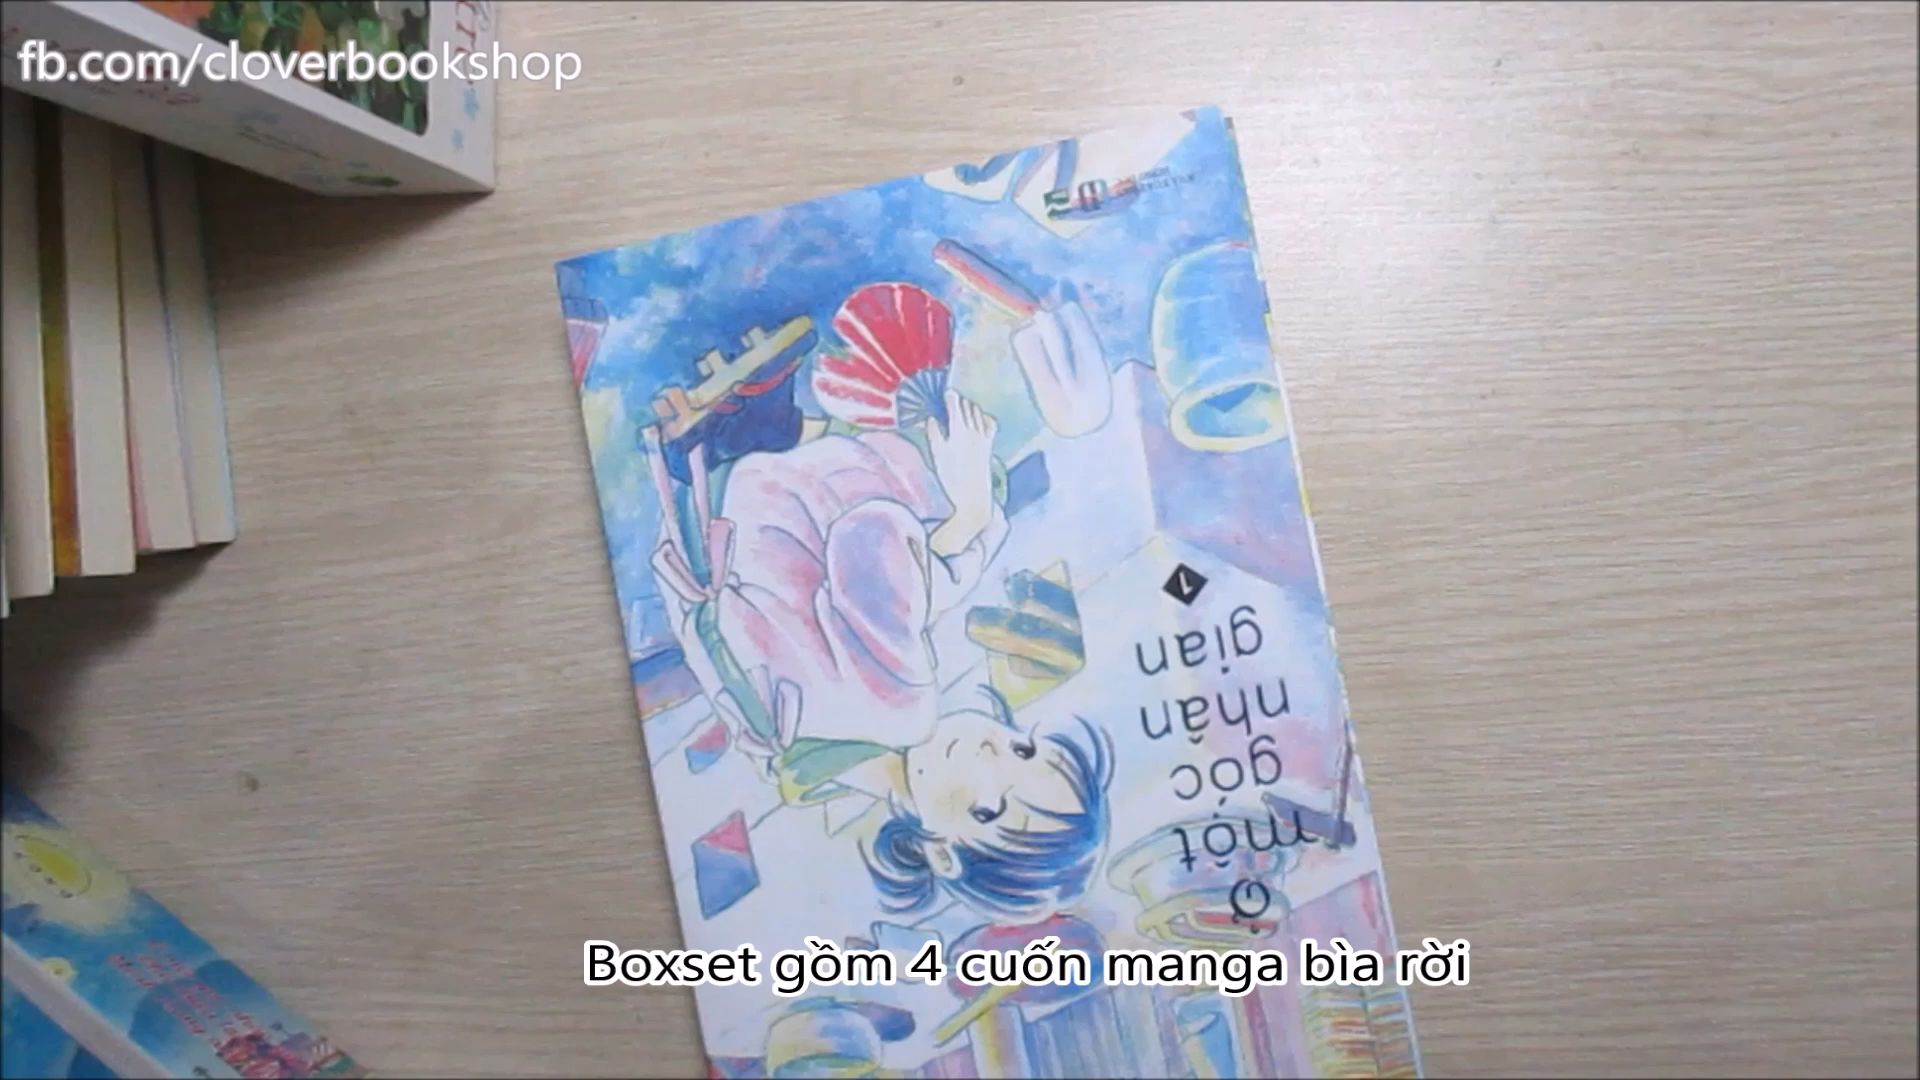 fb.com/cloverbookshop
Ở
một
góc
nhân
gian
1
Boxset gồm 4 cuốn manga bìa rời